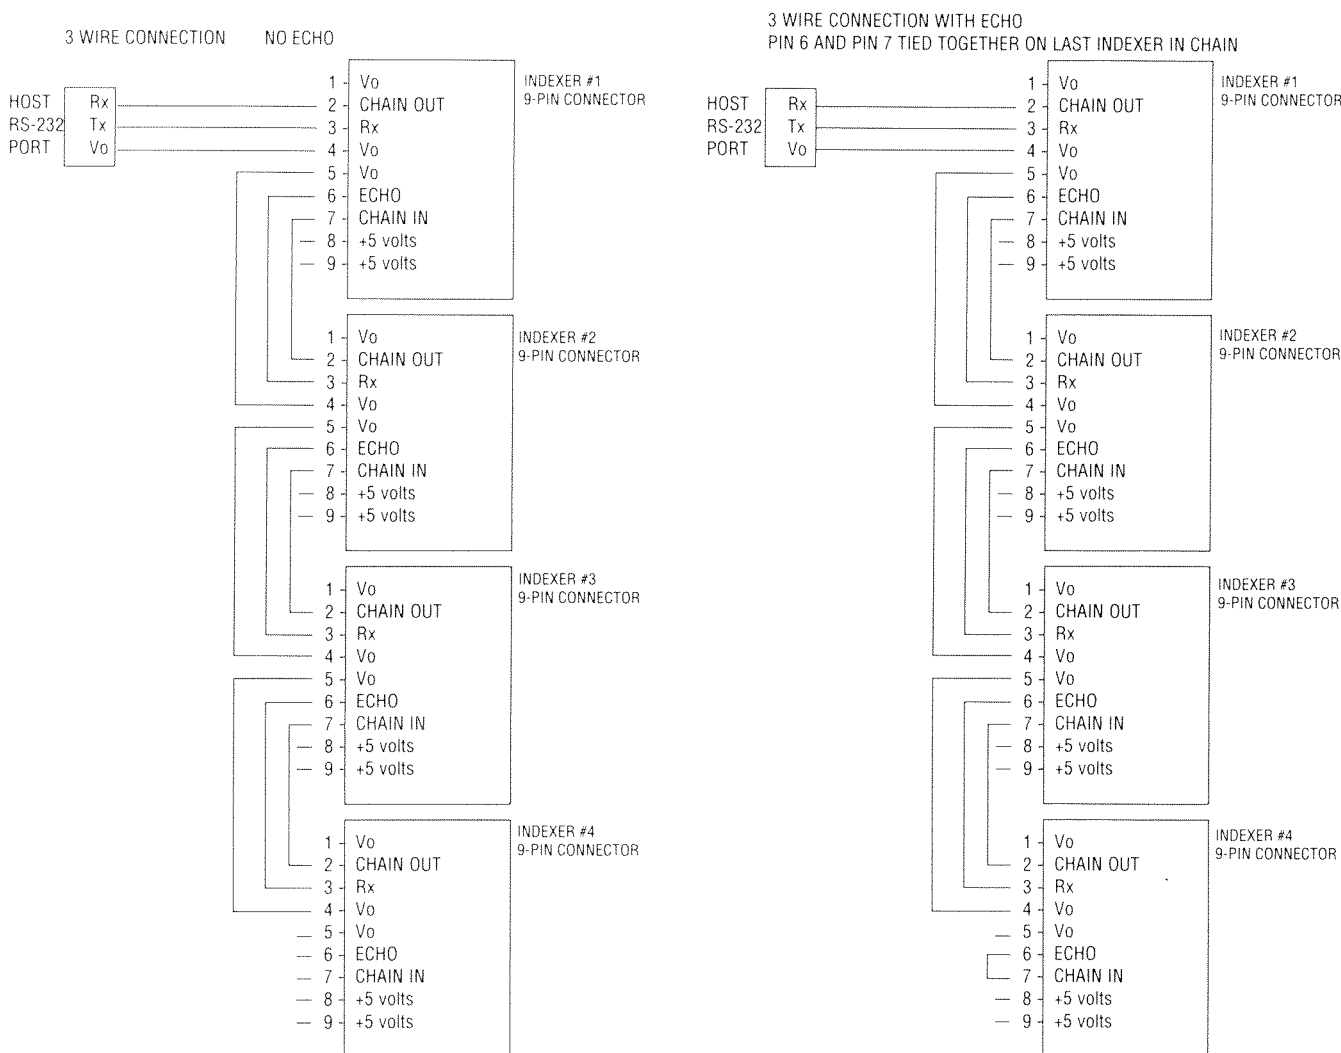 3 WIRE CONNECTION NO ECHO
HOST Rx
RS-232 Tx
PORT Vo
1 Vo
2 CHAIN OUT
3 Rx
4 Vo
5 Vo
6 ECHO
7 CHAIN IN
8 +5 volts
9 +5 volts
INDEXER #1
9-PIN CONNECTOR
1 Vo
2 CHAIN OUT
3 Rx
4 Vo
5 Vo
6 ECHO
7 CHAIN IN
8 +5 volts
9 +5 volts
INDEXER #2
9-PIN CONNECTOR
1 Vo
2 CHAIN OUT
3 Rx
4 Vo
5 Vo
6 ECHO
7 CHAIN IN
8 +5 volts
9 +5 volts
INDEXER #3
9-PIN CONNECTOR
1 Vo
2 CHAIN OUT
3 Rx
4 Vo
5 Vo
6 ECHO
7 CHAIN IN
8 +5 volts
9 +5 volts
INDEXER #4
9-PIN CONNECTOR
3 WIRE CONNECTION WITH ECHO
PIN 6 AND PIN 7 TIED TOGETHER ON LAST INDEXER IN CHAIN
HOST Rx
RS-232 Tx
PORT Vo
1 Vo
2 CHAIN OUT
3 Rx
4 Vo
5 Vo
6 ECHO
7 CHAIN IN
8 +5 volts
9 +5 volts
INDEXER #1
9-PIN CONNECTOR
1 Vo
2 CHAIN OUT
3 Rx
4 Vo
5 Vo
6 ECHO
7 CHAIN IN
8 +5 volts
9 +5 volts
INDEXER #2
9-PIN CONNECTOR
1 Vo
2 CHAIN OUT
3 Rx
4 Vo
5 Vo
6 ECHO
7 CHAIN IN
8 +5 volts
9 +5 volts
INDEXER #3
9-PIN CONNECTOR
1 Vo
2 CHAIN OUT
3 Rx
4 Vo
5 Vo
6 ECHO
7 CHAIN IN
8 +5 volts
9 +5 volts
INDEXER #4
9-PIN CONNECTOR